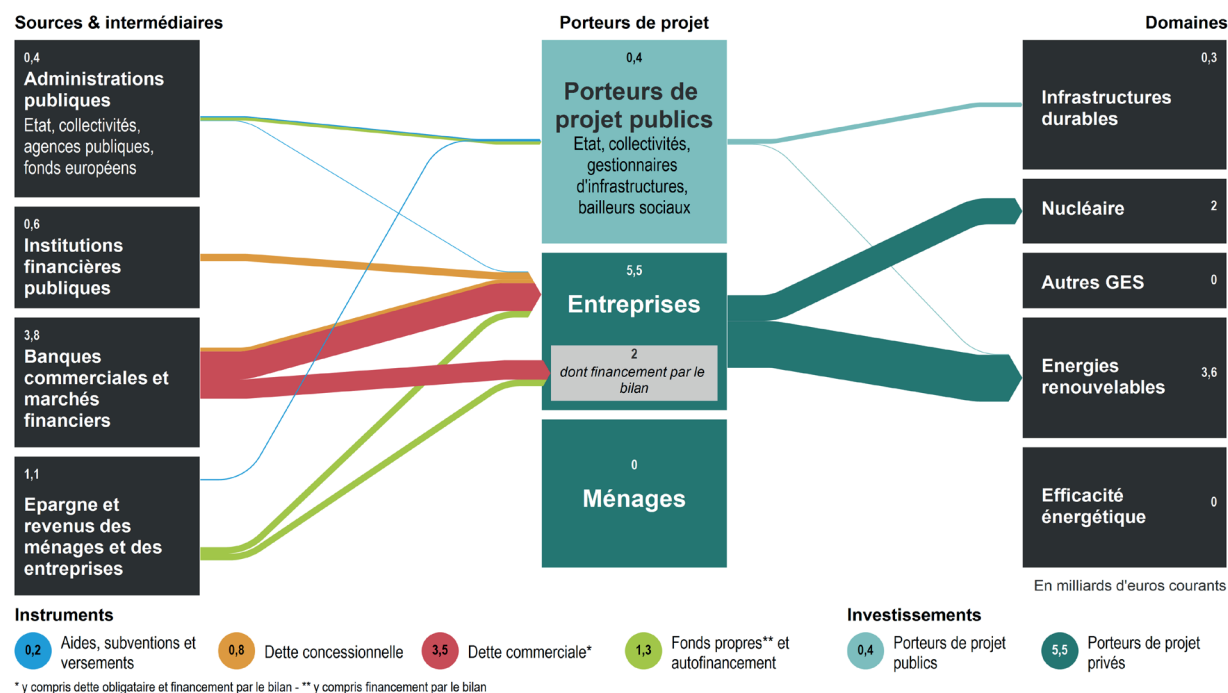 Sources & intermédiaires
Porteurs de projet
Domaines
0,4
Administrations
publiques
Etat, collectivités,
agences publiques,
fonds européens
0,6
Institutions
financières
publiques
3,8
Banques
commerciales et
marchés
financiers
1,1
Epargne et
revenus des
ménages et des
entreprises
0,4
Porteurs de
projet publics
Etat, collectivités,
gestionnaires
d'infrastructures,
bailleurs sociaux
5,5
Entreprises
2
dont financement par le
bilan
0
Ménages
0,3
Infrastructures
durables
Nucléaire 2
Autres GES 0
Energies
renouvelables
3,6
Efficacité
énergétique
0
En milliards d'euros courants
Instruments
0,2
Aides, subventions et
versements
0,8
Dette concessionnelle
3,5
Dette commerciale*
1,3
Fonds propres** et
autofinancement
Investissements
0,4
Porteurs de projet
publics
5,5
Porteurs de projet
privés
* y compris dette obligataire et financement par le bilan - ** y compris financement par le bilan